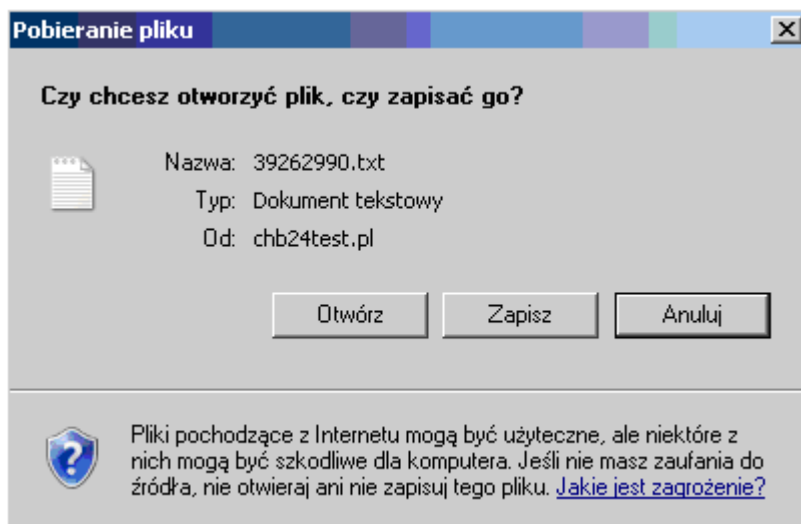 Pobieranie pliku
Czy chcesz otworzyć plik, czy zapisać go?
Nazwa: 39262990.txt
Typ: Dokument tekstowy
Od: chb24test.pl
Otwórz Zapisz Anuluj
Pliki pochodzące z Internetu mogą być użyteczne, ale niektóre z
nich mogą być szkodliwe dla komputera. Jeśli nie masz zaufania do
źródła, nie otwieraj ani nie zapisuj tego pliku. Jakie jest zagrożenie?